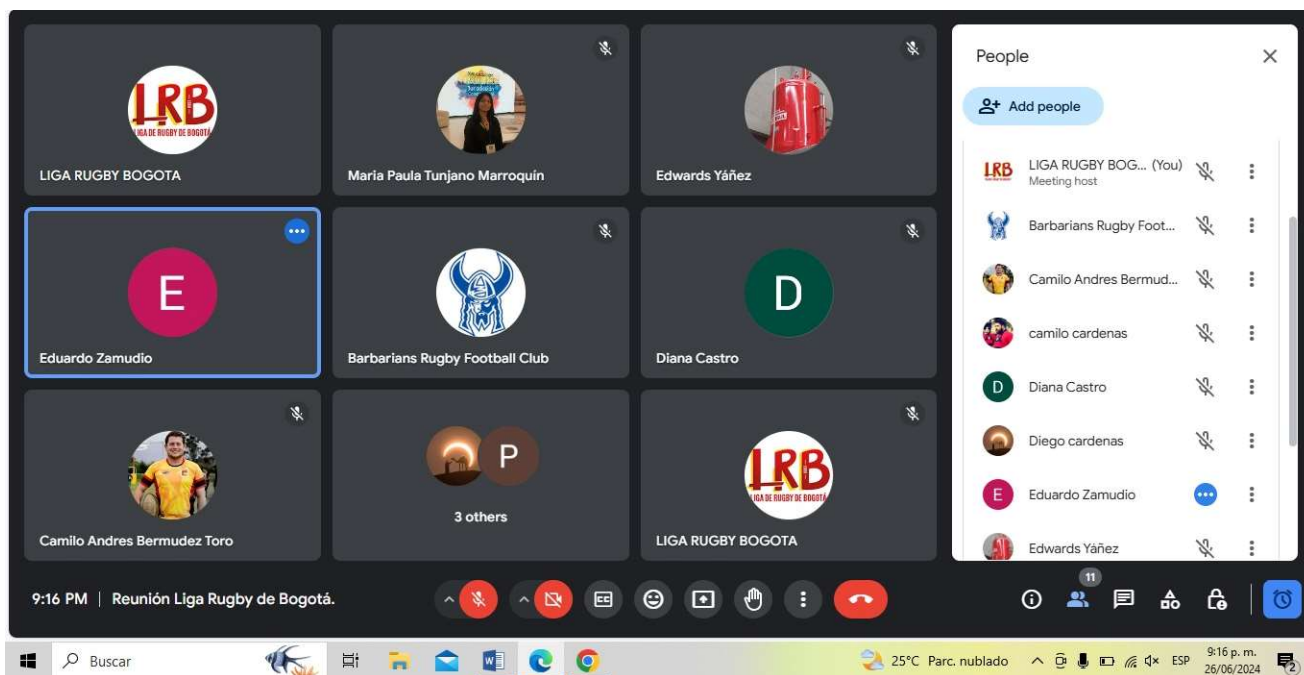 LRB
LIGA DE RUGBY DE BOGOTÁ
LIGA RUGBY BOGOTA
Maria Paula Tunjano Marroquín
Edwards Yáñez
E
Eduardo Zamudio
Barbarians Rugby Football Club
D
Diana Castro
Camilo Andres Bermudez Toro
P
3 others
LRB
LIGA DE RUGBY DE BOGOTÁ
LIGA RUGBY BOGOTA
People
Add people
LRB
LIGA RUGBY BOG... (You)
Meeting host
Barbarians Rugby Foot...
Camilo Andres Bermud...
camilo cardenas
D
Diana Castro
Diego cardenas
E
Eduardo Zamudio
Edwards Yáñez
9:16 PM | Reunión Liga Rugby de Bogotá.
CC
11
Buscar
W
25°C Parc. nublado
ESP
9:16 p. m.
26/06/2024
2